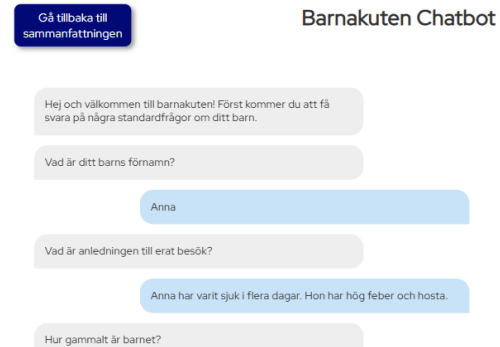 Gå tillbaka till
sammanfattningen
Barnakuten Chatbot
Hej och välkommen till barnakuten! Först kommer du att få
svara på några standardfrågor om ditt barn.
Vad är ditt barns förnamn?
Anna
Vad är anledningen till erat besök?
Anna har varit sjuk i flera dagar. Hon har hög feber och hosta.
Hur gammalt är barnet?